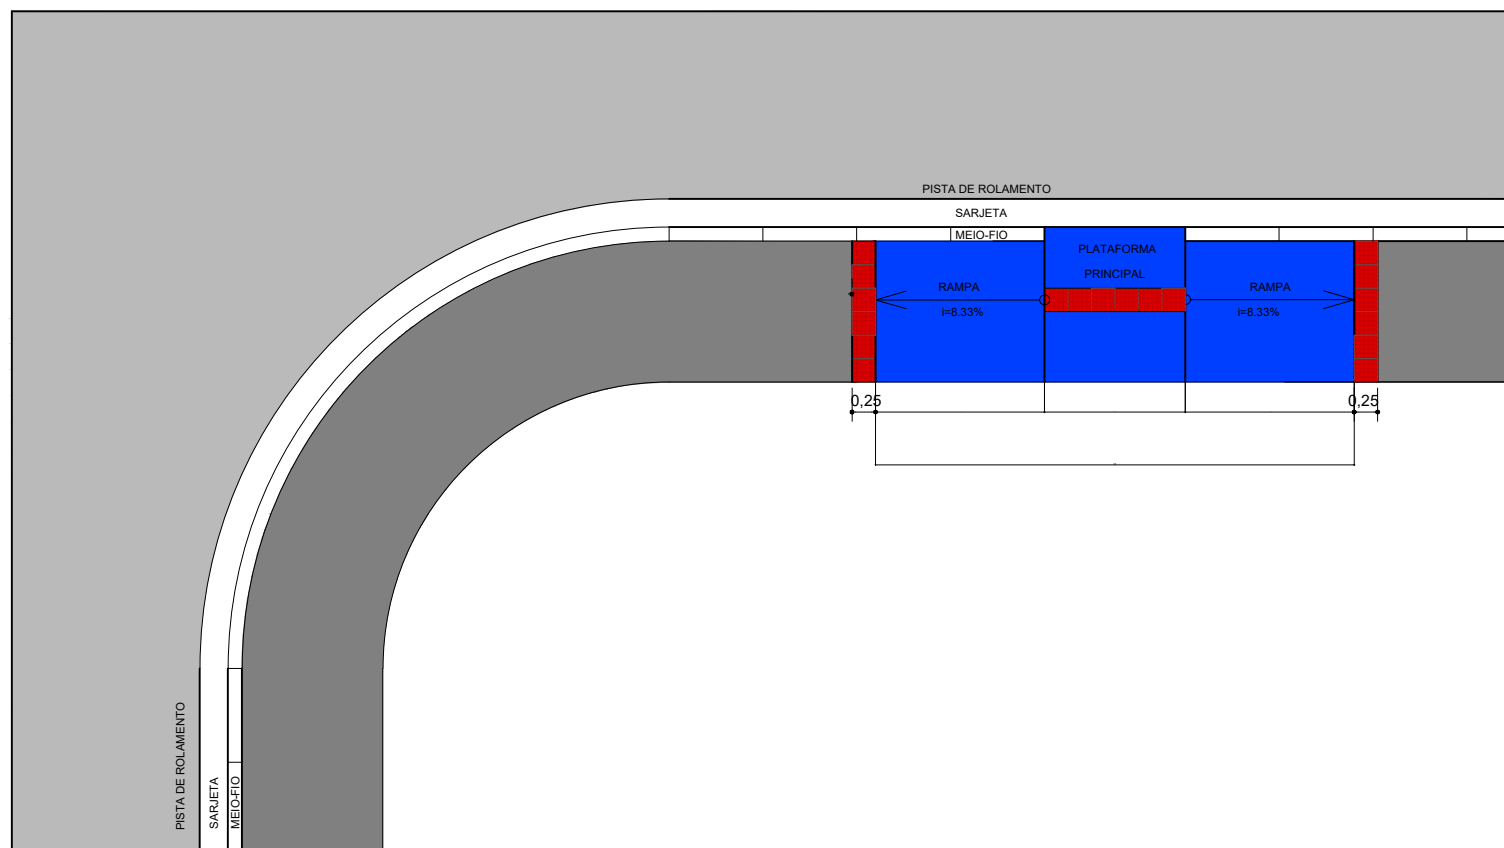 PISTA DE ROLAMENTO
SARJETA
MEIO-FIO
PLATAFORMA
PRINCIPAL
RAMPA
i=8.33%
RAMPA
i=8.33%
0,25
0,25
PISTA DE ROLAMENTO
SARJETA
MEIO-FIO